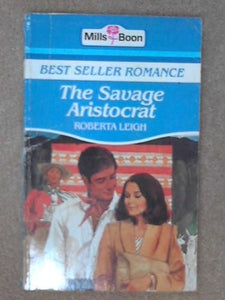 Mills & Boon
BEST SELLER ROMANCE
The Savage
Aristocrat
ROBERTA LEIGH